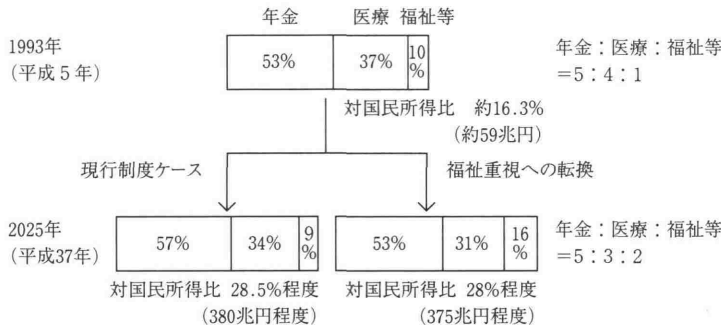 年金 医療 福祉等
1993年
(平成5年)
53% 37% 10%
年金：医療：福祉等
＝5：4：1
対国民所得比 約16.3%
(約59兆円)
現行制度ケース 福祉重視への転換
2025年
(平成37年)
57% 34% 9%
53% 31% 16%
年金：医療：福祉等
＝5：3：2
対国民所得比 28.5%程度
(380兆円程度)
対国民所得比 28%程度
(375兆円程度)